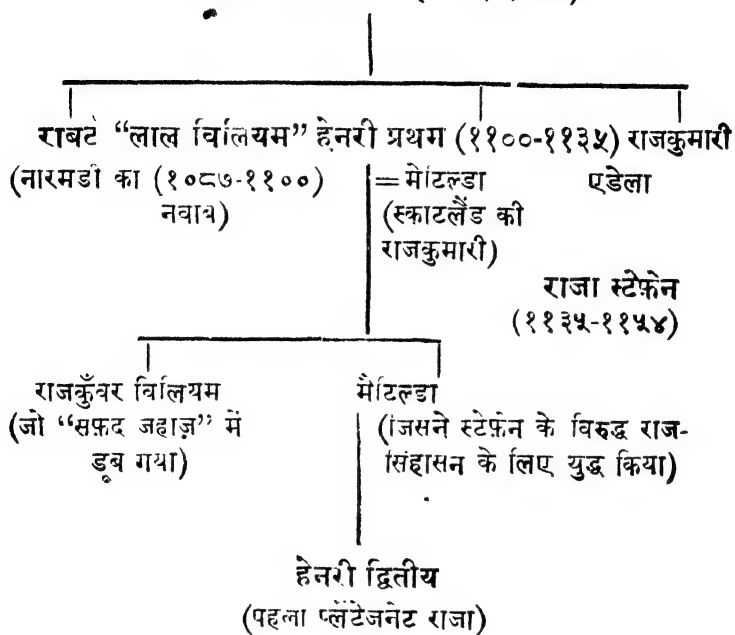 राबर्ट “लाल विलियम” हेनरी प्रथम (११००-११३५) राजकुमारी
(नारमडी का (१०८७-११००) =मैटिल्डा एडेला
नवाब) (स्काटलैंड की
राजकुमारी)
राजा स्टेफ़ेन
(११३५-११५४)
राजकुँवर विलियम मैटिल्डा
(जो “सफ़द जहाज़” में (जिसने स्टेफ़ेन के विरुद्ध राज-
डूब गया) सिंहासन के लिए युद्ध किया)
हेनरी द्वितीय
(पहला प्लेंटेजनेट राजा)